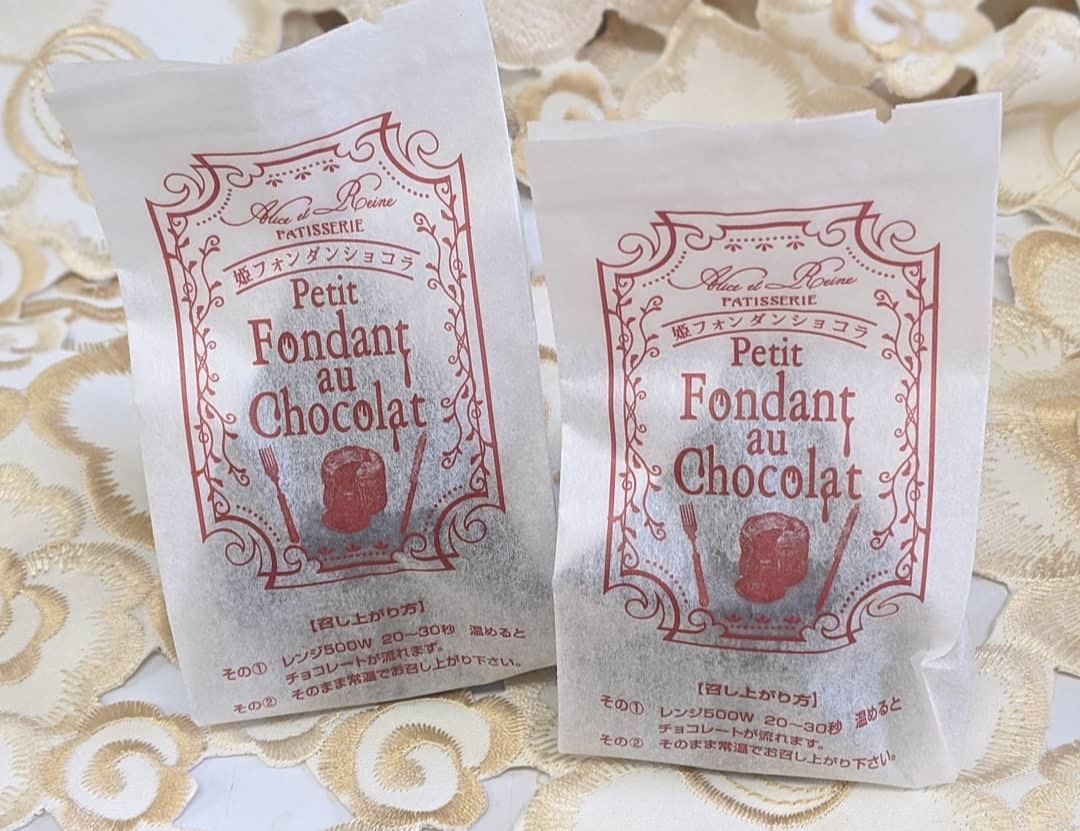 Alice et Reine
PATISSERIE
姫フォンダンショコラ
Petit
Fondant
au
Chocolat
【召し上がり方】
その① レンジ500W 20〜30秒 温めると
チョコレートが流れます。
その② そのまま常温でお召し上がり下さい。
Alice et Reine
PATISSERIE
姫フォンダンショコラ
Petit
Fondant
au
Chocolat
【召し上がり方】
その① レンジ500W 20〜30秒 温めると
チョコレートが流れます。
その② そのまま常温でお召し上がり下さい。